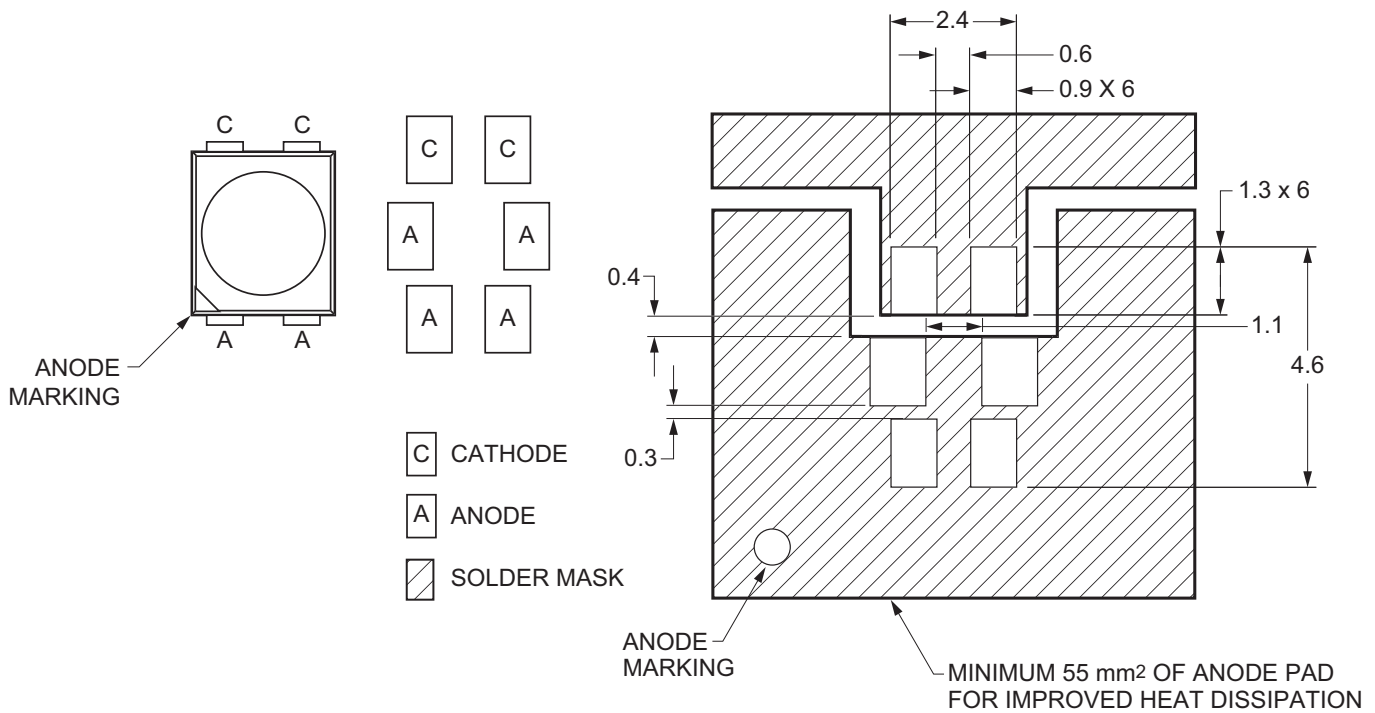 2.4
0.6
0.9 X 6
C C
C C
1.3 x 6
A A
0.4
A A
1.1
A A
4.6
ANODE
MARKING
0.3
C CATHODE
A ANODE
SOLDER MASK
ANODE
MARKING
MINIMUM 55 mm² OF ANODE PAD
FOR IMPROVED HEAT DISSIPATION